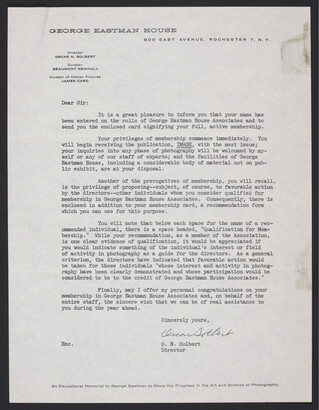 GEORGE EASTMAN HOUSE
900 EAST AVENUE, ROCHESTER 7, N.Y.
Director
OSCAR N. SOLBERT
Curator
BEAUMONT NEWHALL
Curator of Motion Pictures
JAMES CARD
Dear Sir:
It is a great pleasure to inform you that your name has
been entered on the rolls of George Eastman House Associates and to
send you the enclosed card signifying your full, active membership.
Your privileges of membership commence immediately. You
will begin receiving the publication, IMAGE, with the next issue;
your inquiries into any phase of photography will be welcomed by my-
self or any of our staff of experts; and the facilities of George
Eastman House, including a considerable body of material not on pub-
lic exhibit, are at your disposal.
Another of the prerogatives of membership, you will recall,
is the privilege of proposing--subject, of course, to favorable action
by the directors--other individuals whom you consider qualified for
membership in George Eastman House Associates. Consequently, there is
enclosed in addition to your membership card, a recommendation form
which you can use for this purpose.
You will note that below each space for the name of a rec-
ommended individual, there is a space headed, "Qualification for Mem-
bership." While your recommendation, as a member of the Association,
is one clear evidence of qualification, it would be appreciated if
you would indicate something of the individual's interest or field
of activity in photography as a guide for the directors. As a general
criterion, the directors have indicated that favorable action would
be taken for those individuals "whose interest and activity in photog-
raphy have been clearly demonstrated and whose participation would be
considered to be to the credit of George Eastman House Associates."
Finally, may I offer my personal congratulations on your
membership in George Eastman House Associates and, on behalf of the
entire staff, the sincere wish that we can be of real assistance to
you during the year ahead.
Sincerely yours,
Oscar Solbert
Enc. O. N. Solbert
Director
An Educational Memorial to George Eastman to Show the Progress in the Art and Science of Photography